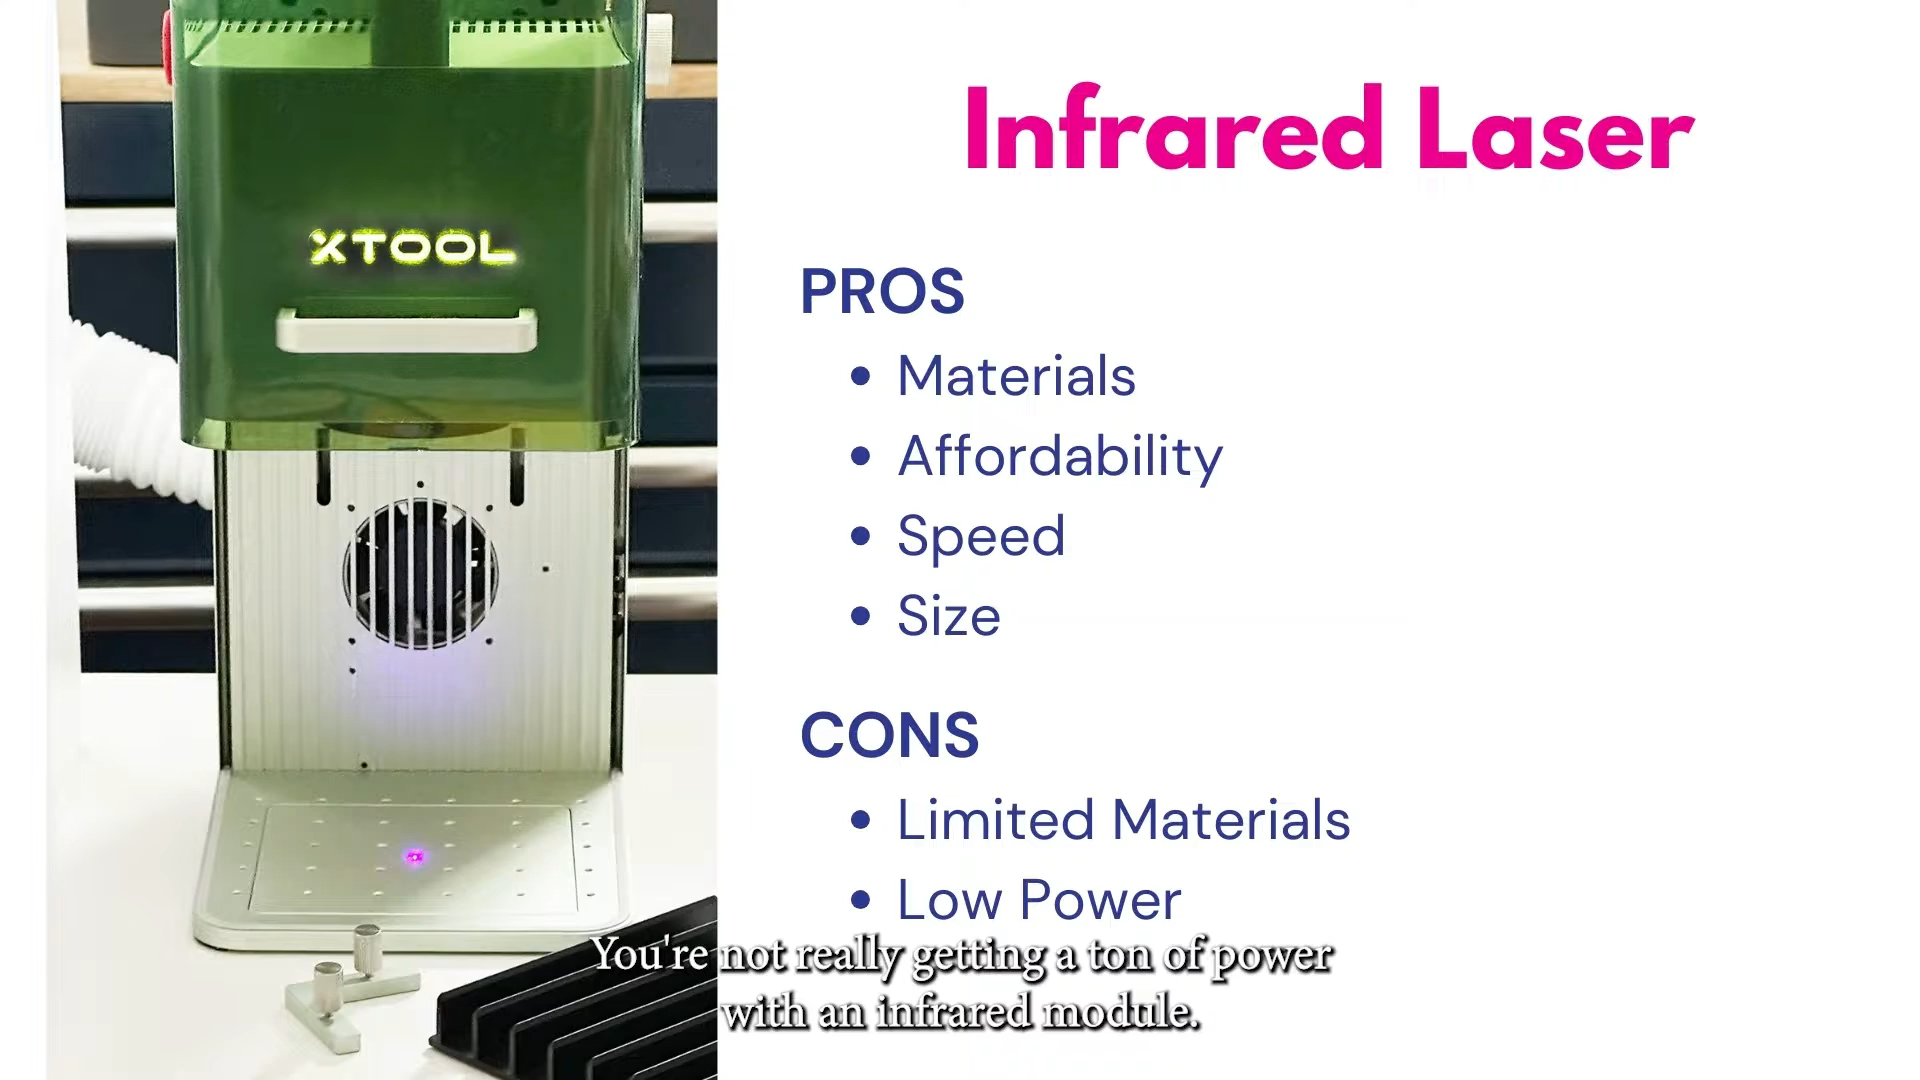 XTOOL
Infrared Laser
PROS
• Materials
• Affordability
• Speed
• Size
CONS
• Limited Materials
• Low Power
You're not really getting a ton of power
with an infrared module.